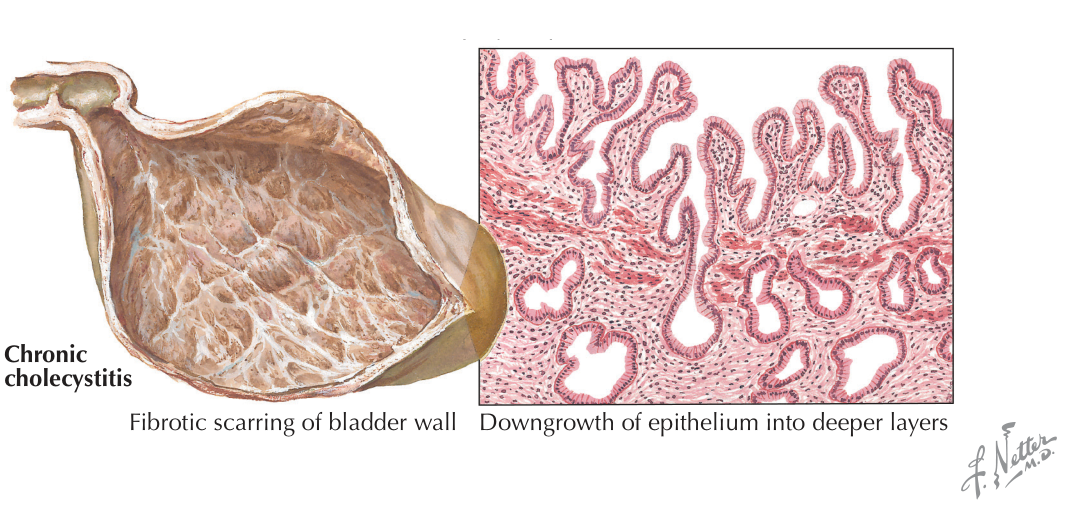 Chronic
cholecystitis
Fibrotic scarring of bladder wall
Downgrowth of epithelium into deeper layers
F. Netter
M.D.